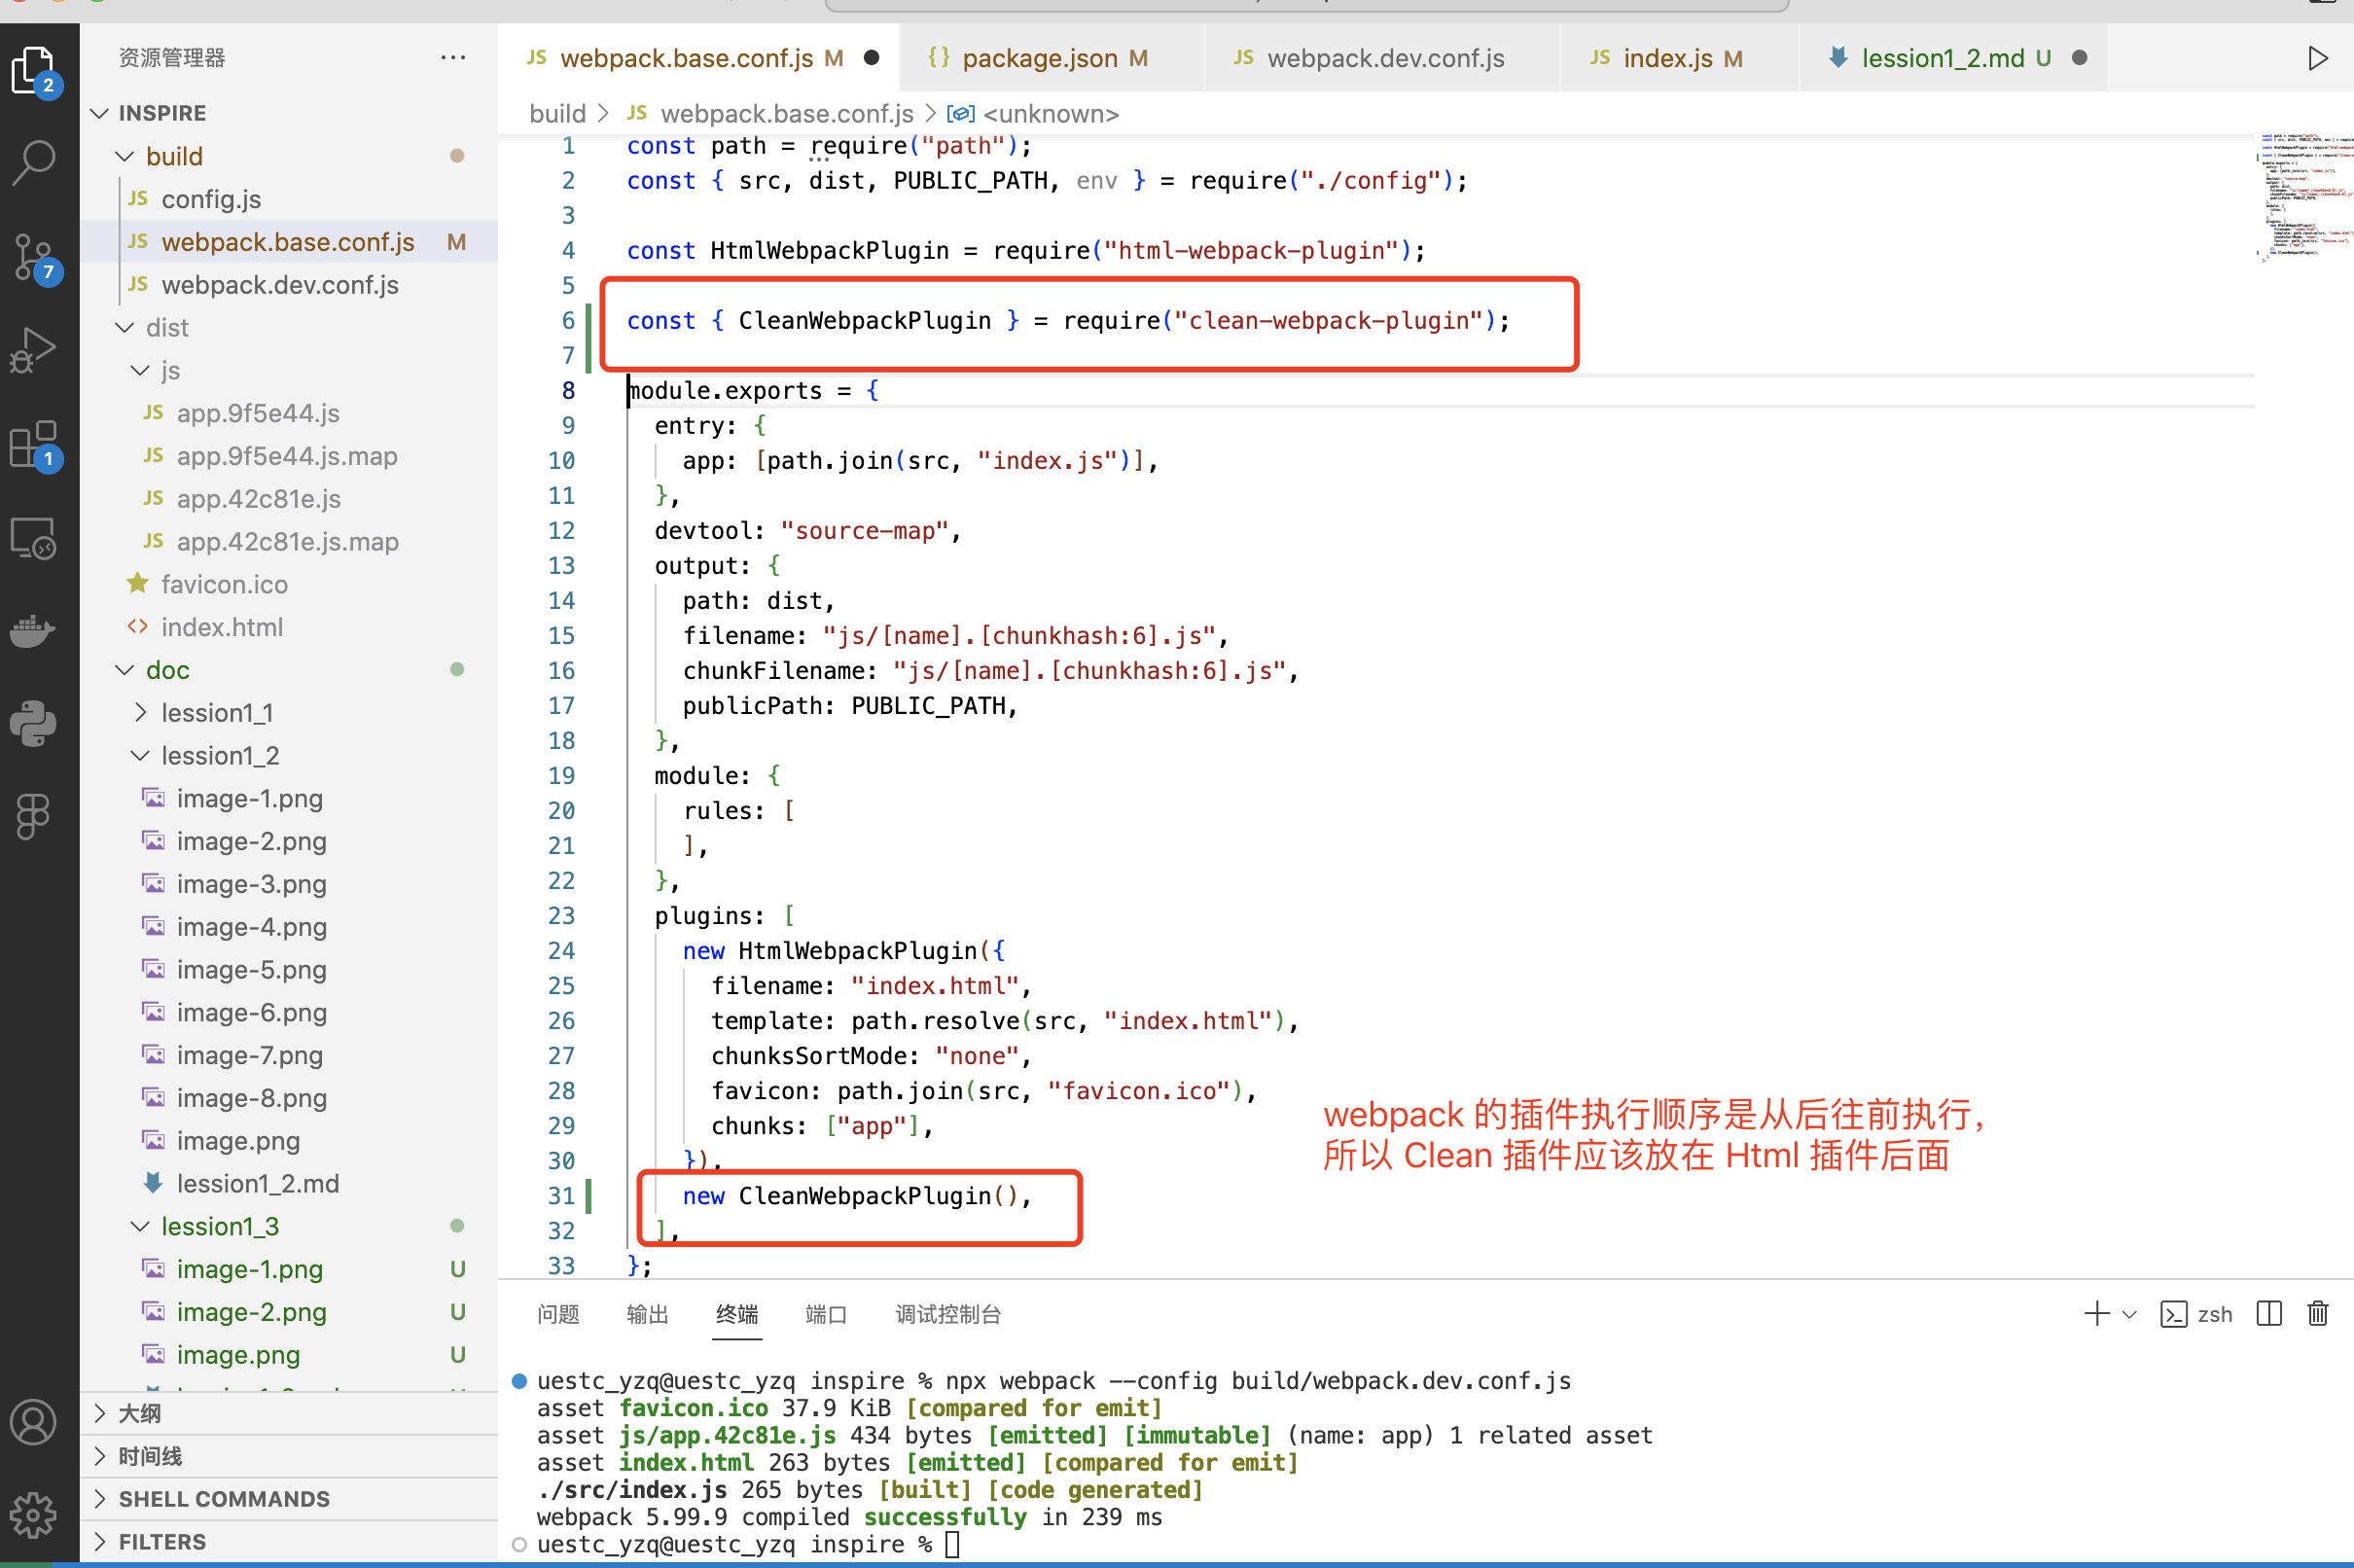 资源管理器
INSPIRE
build
JS config.js
JS webpack.base.conf.js M
JS webpack.dev.conf.js
dist
js
JS app.9f5e44.js
JS app.9f5e44.js.map
JS app.42c81e.js
JS app.42c81e.js.map
favicon.ico
index.html
doc
lession1_1
lession1_2
image-1.png
image-2.png
image-3.png
image-4.png
image-5.png
image-6.png
image-7.png
image-8.png
image.png
lession1_2.md
lession1_3
image-1.png U
image-2.png U
image.png U
大纲
时间线
SHELL COMMANDS
FILTERS
2
7
1
JS webpack.base.conf.js M
{} package.json M
JS webpack.dev.conf.js
JS index.js M
lession1_2.md U
build > JS webpack.base.conf.js > <unknown>
1 const path = require("path");
2 const { src, dist, PUBLIC_PATH, env } = require("./config");
3
4 const HtmlWebpackPlugin = require("html-webpack-plugin");
5
6 const { CleanWebpackPlugin } = require("clean-webpack-plugin");
7
8 module.exports = {
9 entry: {
10 app: [path.join(src, "index.js")],
11 },
12 devtool: "source-map",
13 output: {
14 path: dist,
15 filename: "js/[name].[chunkhash:6].js",
16 chunkFilename: "js/[name].[chunkhash:6].js",
17 publicPath: PUBLIC_PATH,
18 },
19 module: {
20 rules: [
21 ],
22 },
23 plugins: [
24 new HtmlWebpackPlugin({
25 filename: "index.html",
26 template: path.resolve(src, "index.html"),
27 chunksSortMode: "none",
28 favicon: path.join(src, "favicon.ico"),
29 chunks: ["app"],
30 }),
31 new CleanWebpackPlugin(),
32 ],
33 };
webpack 的插件执行顺序是从后往前执行，
所以 Clean 插件应该放在 Html 插件后面
问题 输出 终端 端口 调试控制台
zsh
uestc_yzq@uestc_yzq inspire % npx webpack --config build/webpack.dev.conf.js
asset favicon.ico 37.9 KiB [compared for emit]
asset js/app.42c81e.js 434 bytes [emitted] [immutable] (name: app) 1 related asset
asset index.html 263 bytes [emitted] [compared for emit]
./src/index.js 265 bytes [built] [code generated]
webpack 5.99.9 compiled successfully in 239 ms
uestc_yzq@uestc_yzq inspire %